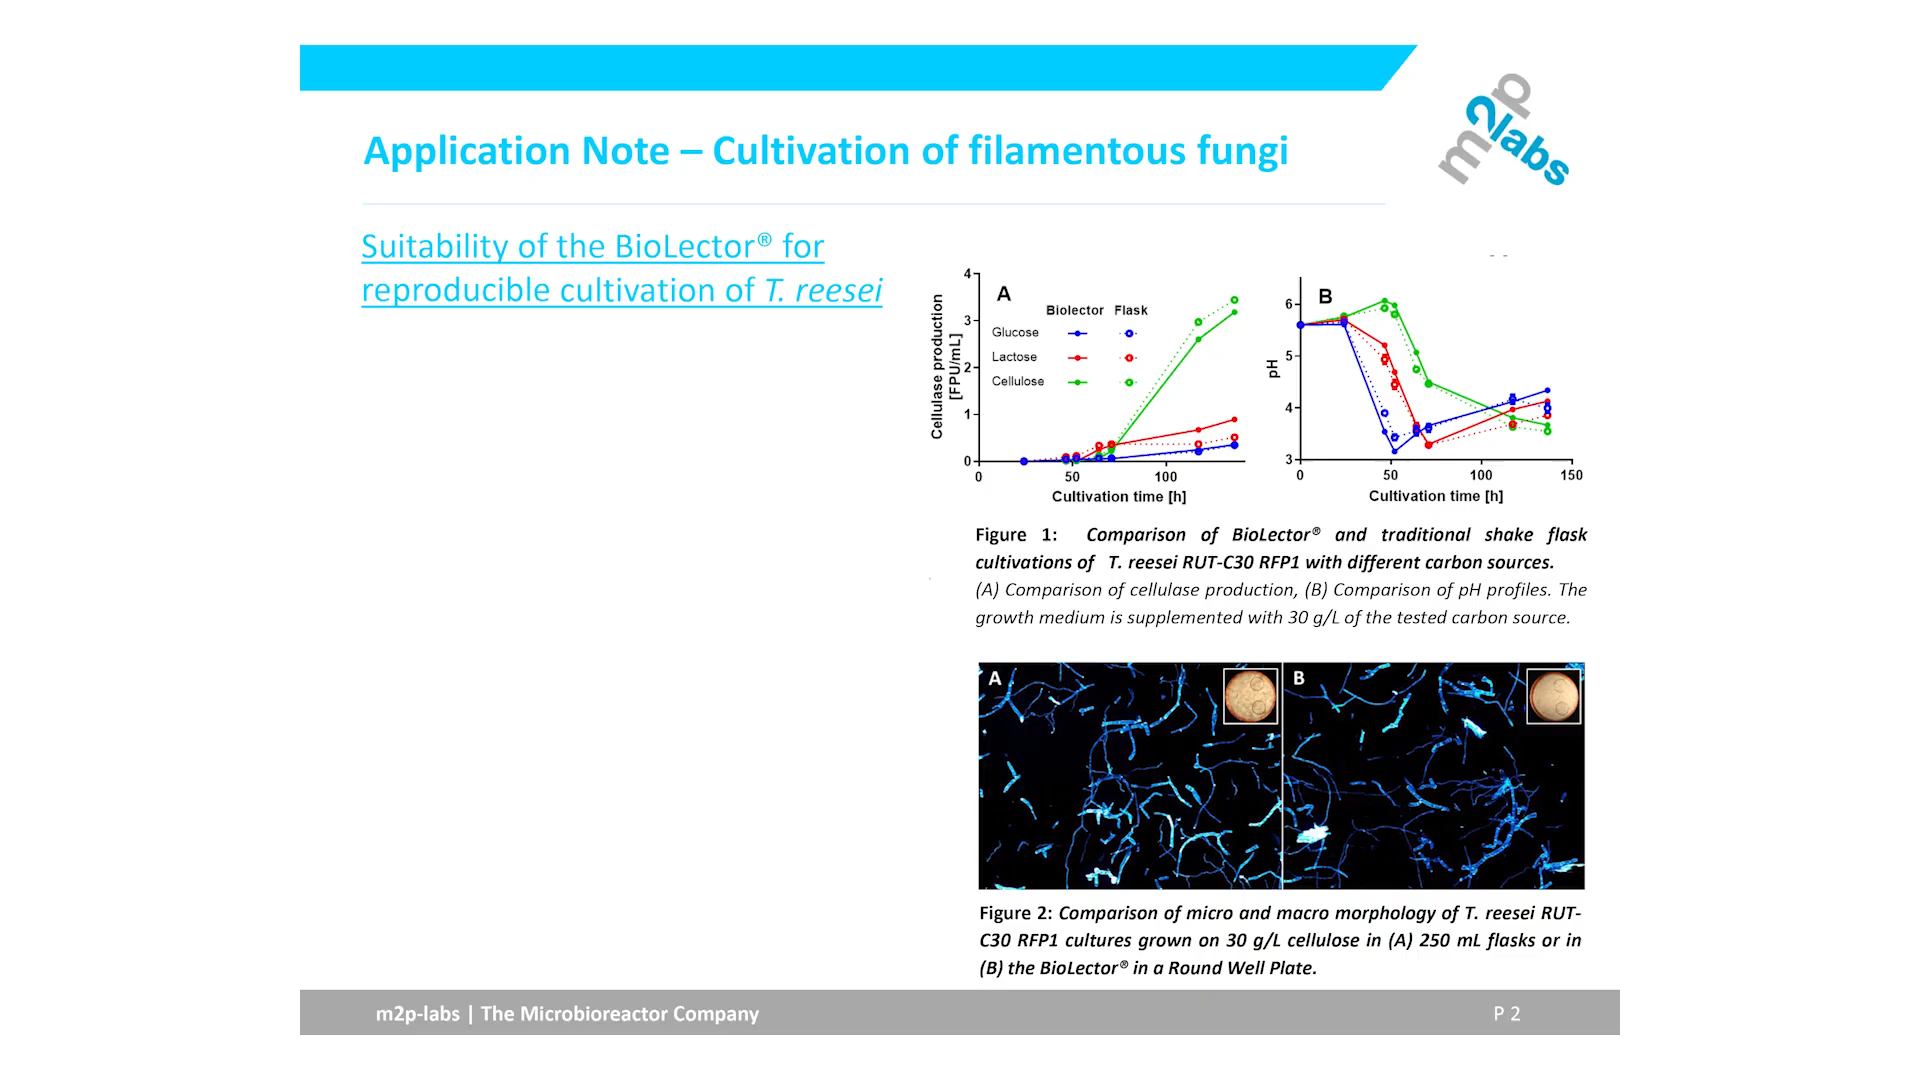 m2p
labs
Application Note – Cultivation of filamentous fungi
Suitability of the BioLector® for
reproducible cultivation of T. reesei
A
Biolector Flask
Glucose
Lactose
Cellulose
Cellulase production
[FPU/mL]
4
3
2
1
0
0 50 100
Cultivation time [h]
B
pH
6
5
4
3
0 50 100 150
Cultivation time [h]
Figure 1: Comparison of BioLector® and traditional shake flask
cultivations of T. reesei RUT-C30 RFP1 with different carbon sources.
(A) Comparison of cellulase production, (B) Comparison of pH profiles. The
growth medium is supplemented with 30 g/L of the tested carbon source.
A
B
Figure 2: Comparison of micro and macro morphology of T. reesei RUT-
C30 RFP1 cultures grown on 30 g/L cellulose in (A) 250 mL flasks or in
(B) the BioLector® in a Round Well Plate.
m2p-labs | The Microbioreactor Company
P 2